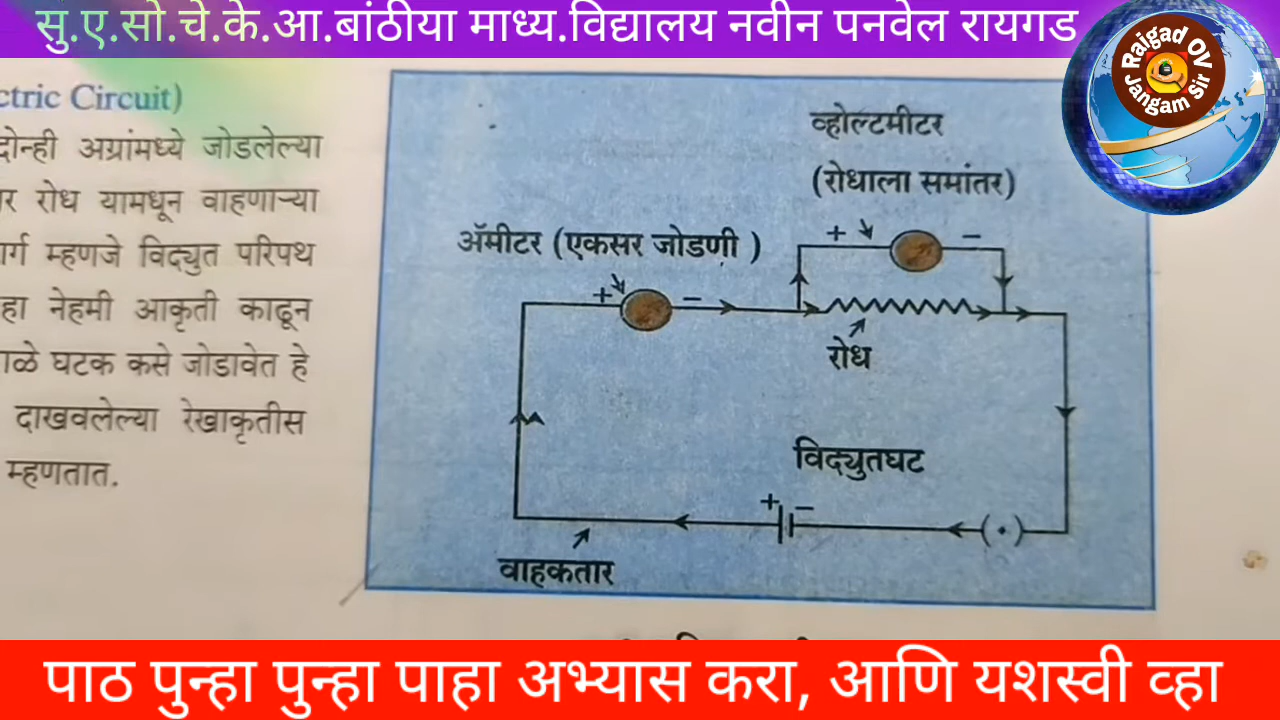 सु.ए.सो.चे.के.आ.बांठीया माध्य.विद्यालय नवीन पनवेल रायगड
Raigad OV
Jangam Sir
ctric Circuit)
दोन्ही अग्रांमध्ये जोडलेल्या
र रोध यामधून वाहणाऱ्या
र्ग म्हणजे विद्युत परिपथ
हा नेहमी आकृती काढून
ळे घटक कसे जोडावेत हे
दाखवलेल्या रेखाकृतीस
म्हणतात.
व्होल्टमीटर
(रोधाला समांतर)
+ −
ॲमीटर (एकसर जोडणी )
+ −
रोध
विद्युतघट
+ −
वाहकतार
पाठ पुन्हा पुन्हा पाहा अभ्यास करा, आणि यशस्वी व्हा